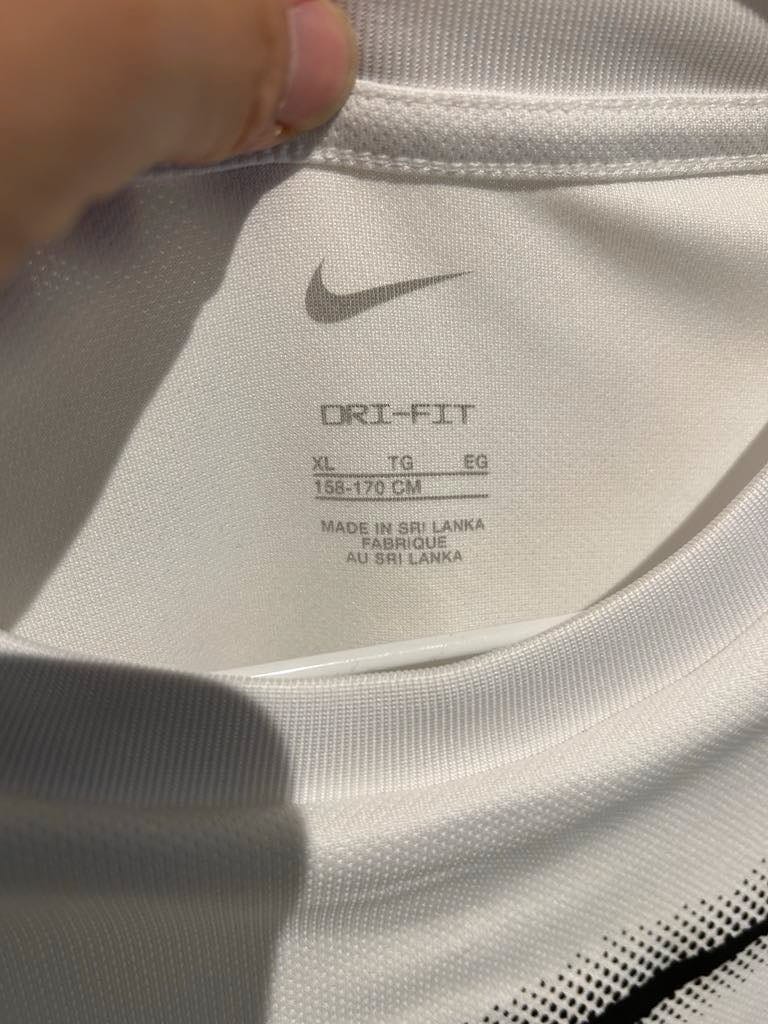 DRI-FIT
XL TG EG
158-170 CM
MADE IN SRI LANKA
FABRIQUE
AU SRI LANKA